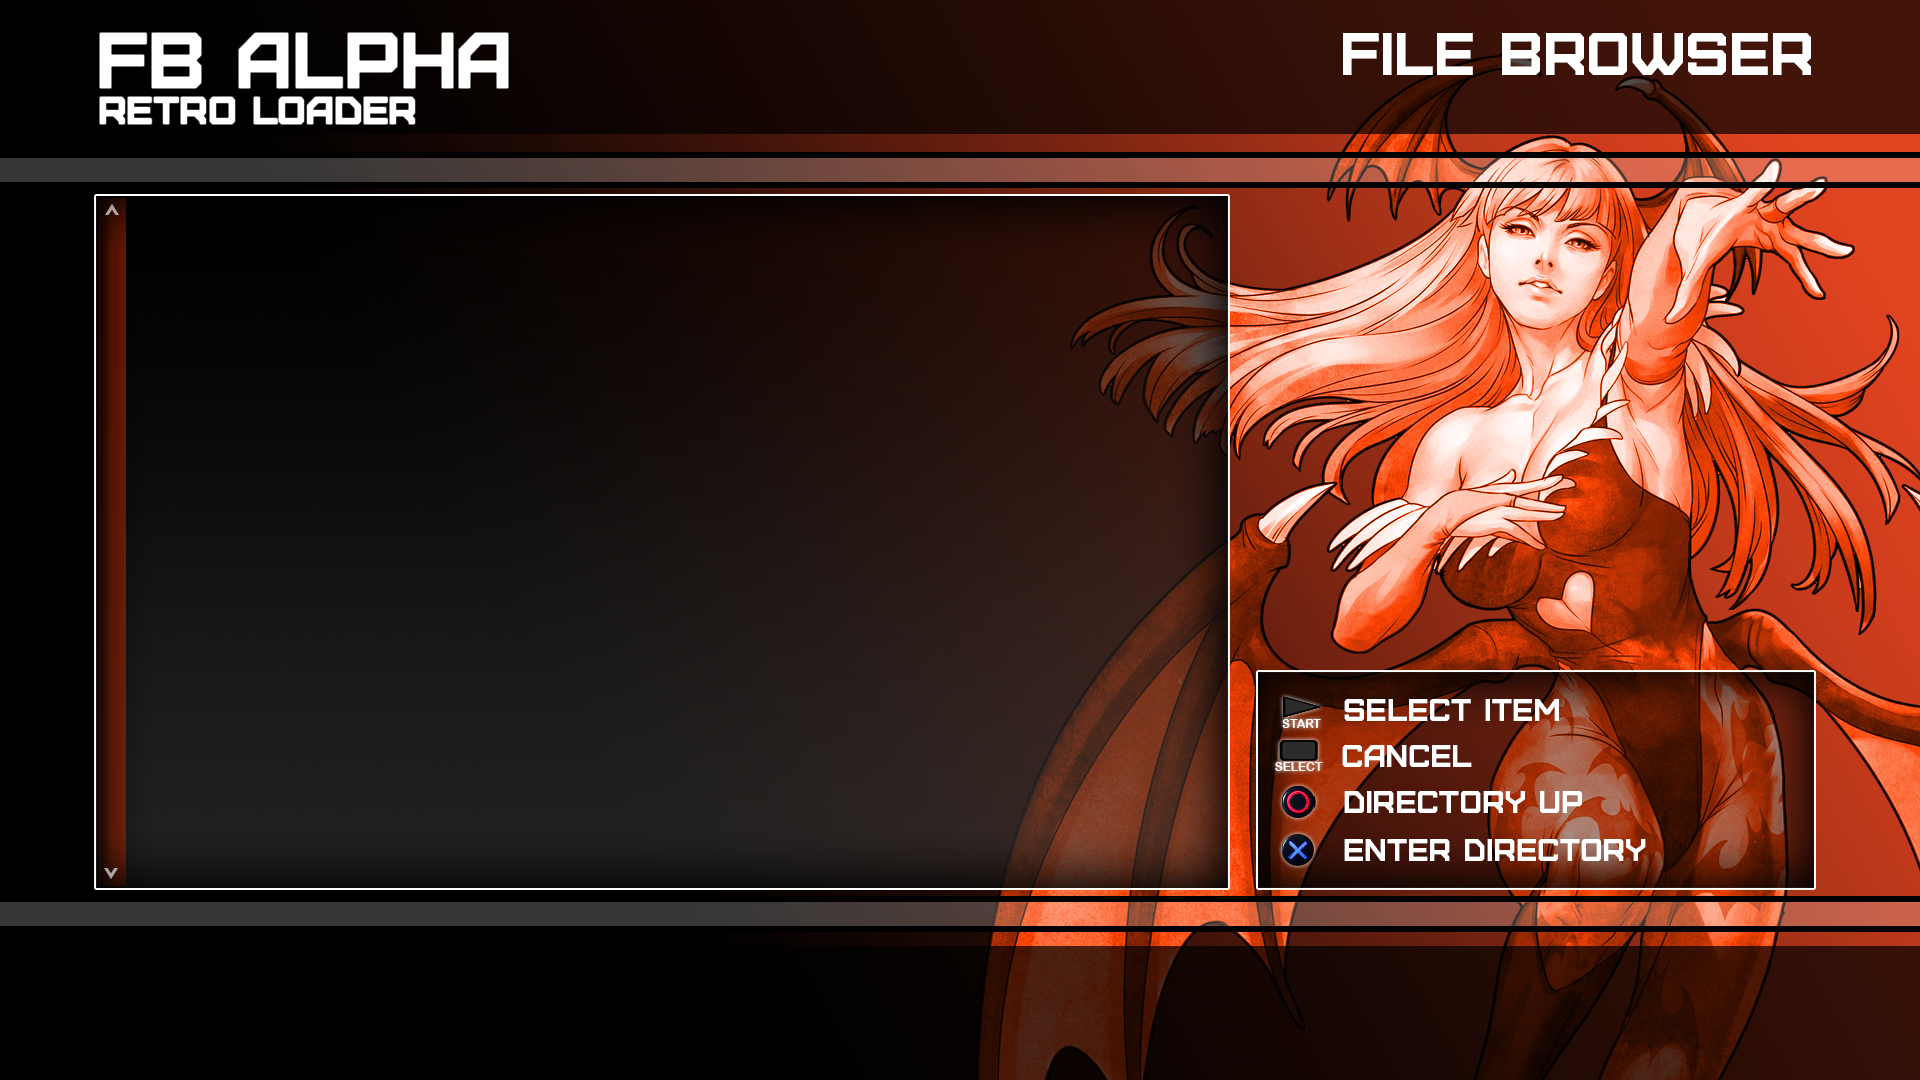 FB ALPHA
RETRO LOADER
FILE BROWSER
START SELECT ITEM
SELECT CANCEL
DIRECTORY UP
ENTER DIRECTORY